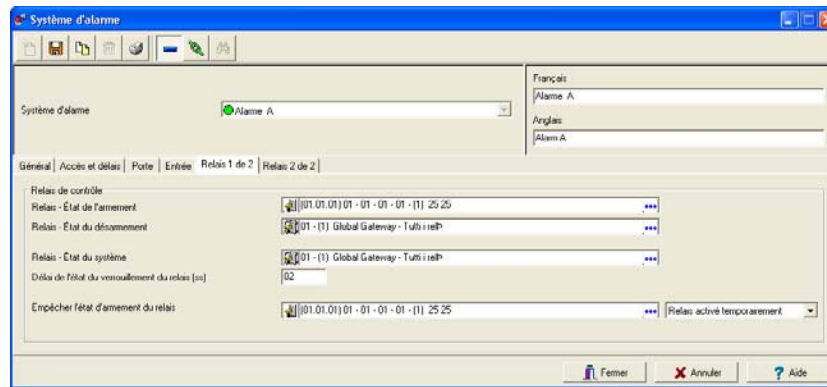 Système d'alarme
Français
Alarme A
Système d'alarme
Alarme A
Anglais
Alarm A
Général
Accès et délais
Porte
Entrée
Relais 1 de 2
Relais 2 de 2
Relais de contrôle
Relais - État de l'armement
(01.01.01) 01 - 01 - 01 - 01 - (1) 25 25
Relais - État du désarmement
01 - (1) Global Gateway - Tutti i relÞ
Relais - État du système
01 - (1) Global Gateway - Tutti i relÞ
Délai de l'état du verrouillement du relais (ss)
02
Empêcher l'état d'armement du relais
(01.01.01) 01 - 01 - 01 - 01 - (1) 25 25
Relais activé temporairement
Fermer
Annuler
Aide